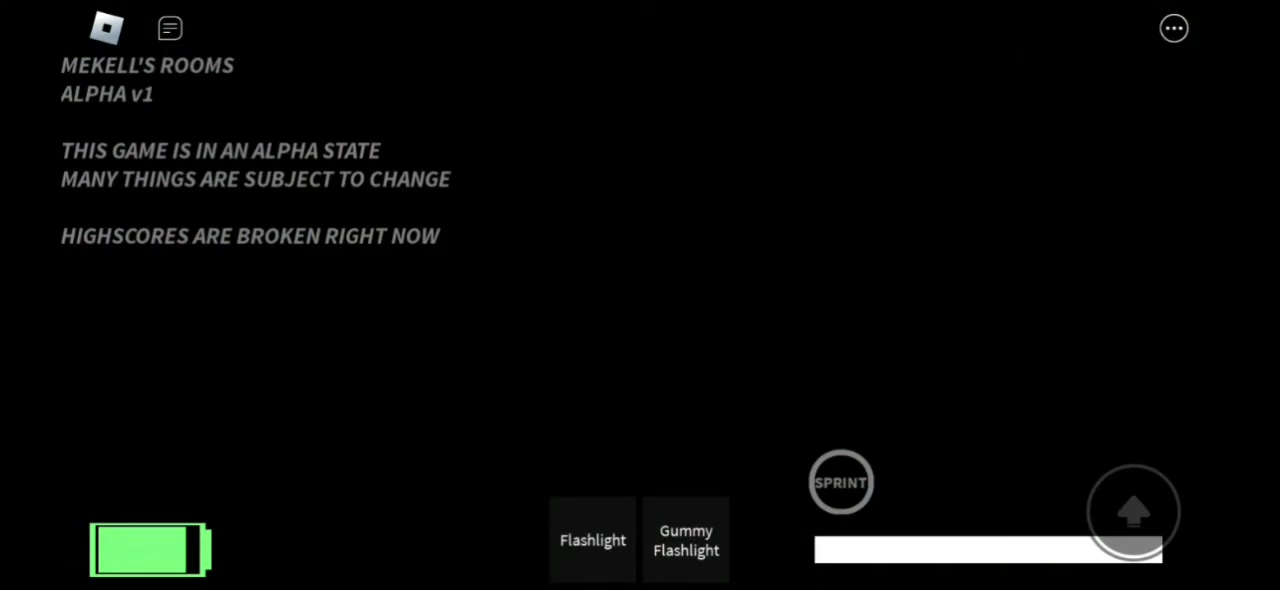 MEKELL'S ROOMS
ALPHA v1
THIS GAME IS IN AN ALPHA STATE
MANY THINGS ARE SUBJECT TO CHANGE
HIGHSCORES ARE BROKEN RIGHT NOW
SPRINT
Flashlight
Gummy
Flashlight